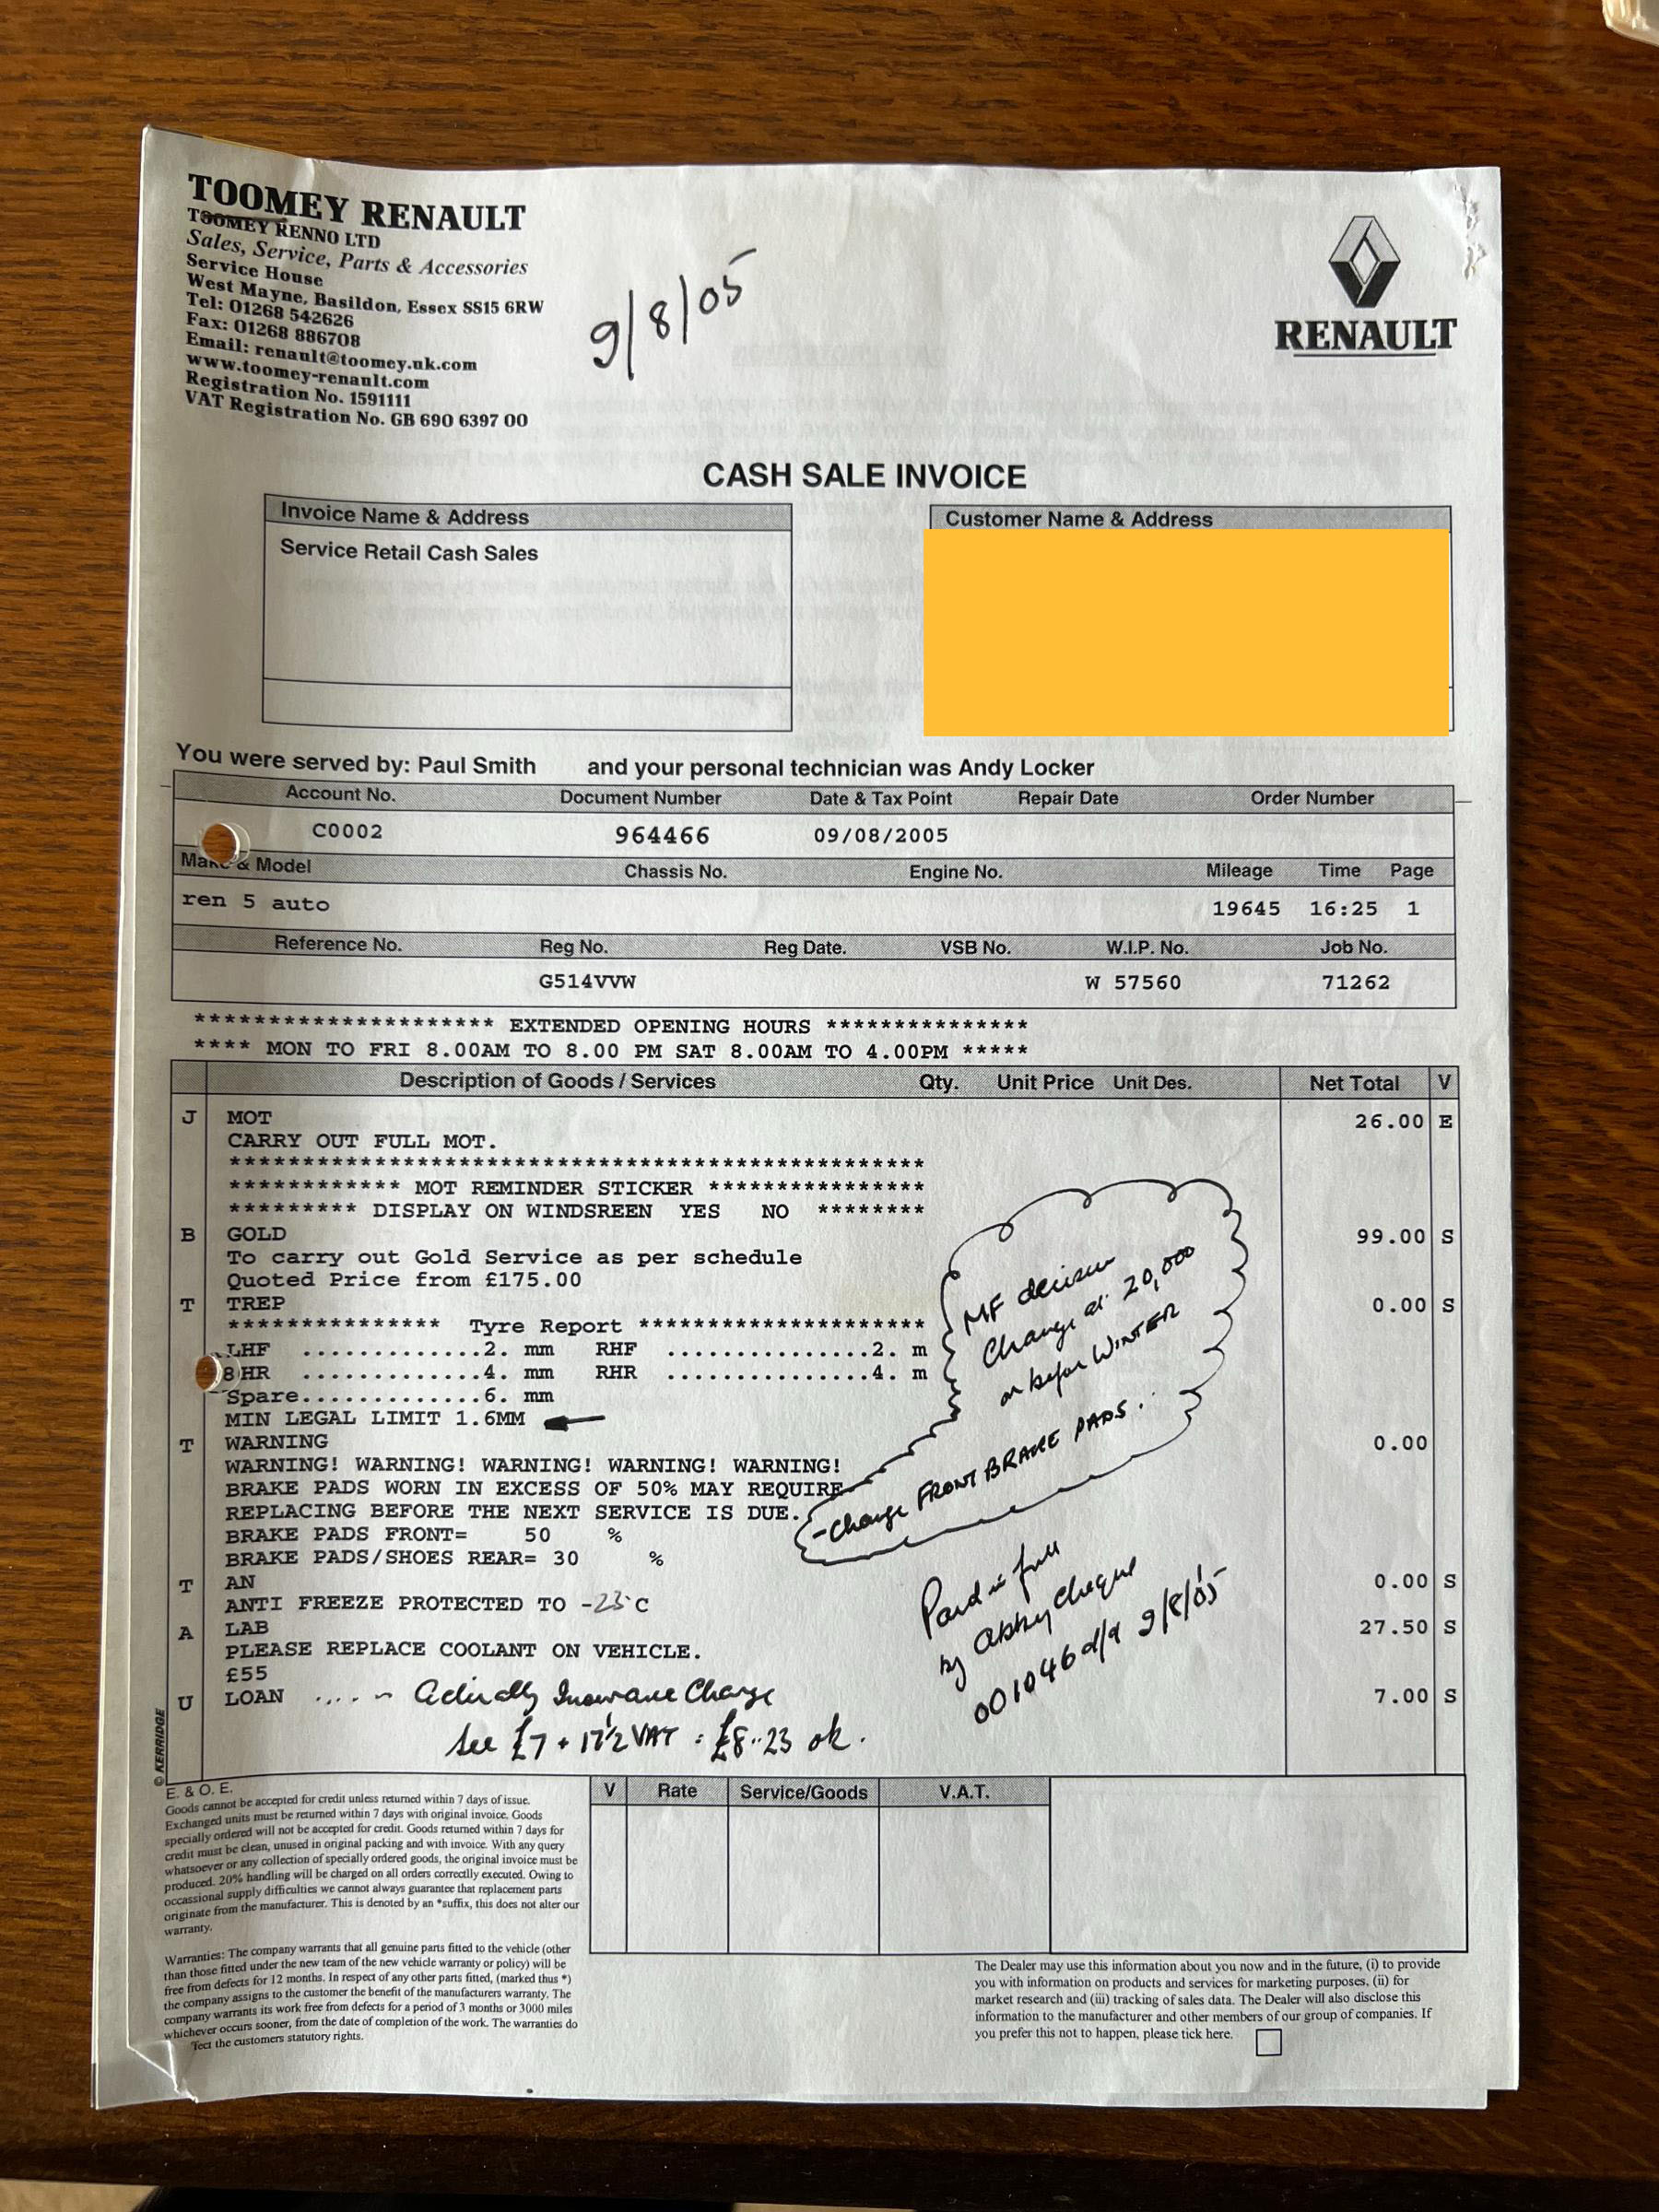 TOOMEY RENAULT
TOOMEY RENNO LTD
Sales, Service, Parts & Accessories
Service House
West Mayne, Basildon, Essex SS15 6RW
Tel: 01268 542626
Fax: 01268 886708
Email: renault@toomey.uk.com
www.toomey-renault.com
Registration No. 1591111
VAT Registration No. GB 690 6397 00
9/8/05
RENAULT
CASH SALE INVOICE
Invoice Name & Address
Customer Name & Address
Service Retail Cash Sales
You were served by: Paul Smith and your personal technician was Andy Locker
Account No. Document Number Date & Tax Point Repair Date Order Number
C0002 964466 09/08/2005
Make & Model Chassis No. Engine No. Mileage Time Page
ren 5 auto 19645 16:25 1
Reference No. Reg No. Reg Date. VSB No. W.I.P. No. Job No.
G514VVW W 57560 71262
********************* EXTENDED OPENING HOURS ***************
**** MON TO FRI 8.00AM TO 8.00 PM SAT 8.00AM TO 4.00PM *****
Description of Goods / Services Qty. Unit Price Unit Des. Net Total V
J MOT 26.00 E
CARRY OUT FULL MOT.
*************************************************
************ MOT REMINDER STICKER ****************
********* DISPLAY ON WINDSREEN YES NO ********
B GOLD 99.00 S
To carry out Gold Service as per schedule
Quoted Price from £175.00
T TREP 0.00 S
*************** Tyre Report ********************
LHF .............2. mm RHF ...............2. m
HR .............4. mm RHR ...............4. m
Spare............6. mm
MIN LEGAL LIMIT 1.6MM
T WARNING 0.00
WARNING! WARNING! WARNING! WARNING! WARNING!
BRAKE PADS WORN IN EXCESS OF 50% MAY REQUIRE
REPLACING BEFORE THE NEXT SERVICE IS DUE.
BRAKE PADS FRONT= 50 %
BRAKE PADS/SHOES REAR= 30 %
T AN 0.00 S
ANTI FREEZE PROTECTED TO -23°C
A LAB 27.50 S
PLEASE REPLACE COOLANT ON VEHICLE.
£55
U LOAN .... ~ Actually Insurance Charge 7.00 S
See £7 + 17½ VAT = £8.23 ok.
MF decision
Change at 20,000
or before WINTER
- Change FRONT BRAKE PADS.
Paid in full
by Abbey Cheque
001046 d/d 9/8/05
© KERRIDGE
V Rate Service/Goods V.A.T.
E. & O. E.
Goods cannot be accepted for credit unless returned within 7 days of issue.
Exchanged units must be returned within 7 days with original invoice. Goods
specially ordered will not be accepted for credit. Goods returned within 7 days for
credit must be clean, unused in original packing and with invoice. With any query
whatsoever or any collection of specially ordered goods, the original invoice must be
produced. 20% handling will be charged on all orders correctlly executed. Owing to
occassional supply difficulties we cannot always guarantee that replacement parts
originate from the manufacturer. This is denoted by an *suffix, this does not alter our
warranty.
Warranties: The company warrants that all genuine parts fitted to the vehicle (other
than those fitted under the new team of the new vehicle warranty or policy) will be
free from defects for 12 months. In respect of any other parts fitted, (marked thus *)
the company assigns to the customer the benefit of the manufacturers warranty. The
company warrants its work free from defects for a period of 3 months or 3000 miles
whichever occurs sooner, from the date of completion of the work. The warranties do
fect the customers statutory rights.
The Dealer may use this information about you now and in the future, (i) to provide
you with information on products and services for marketing purposes, (ii) for
market research and (iii) tracking of sales data. The Dealer will also disclose this
information to the manufacturer and other members of our group of companies. If
you prefer this not to happen, please tick here.